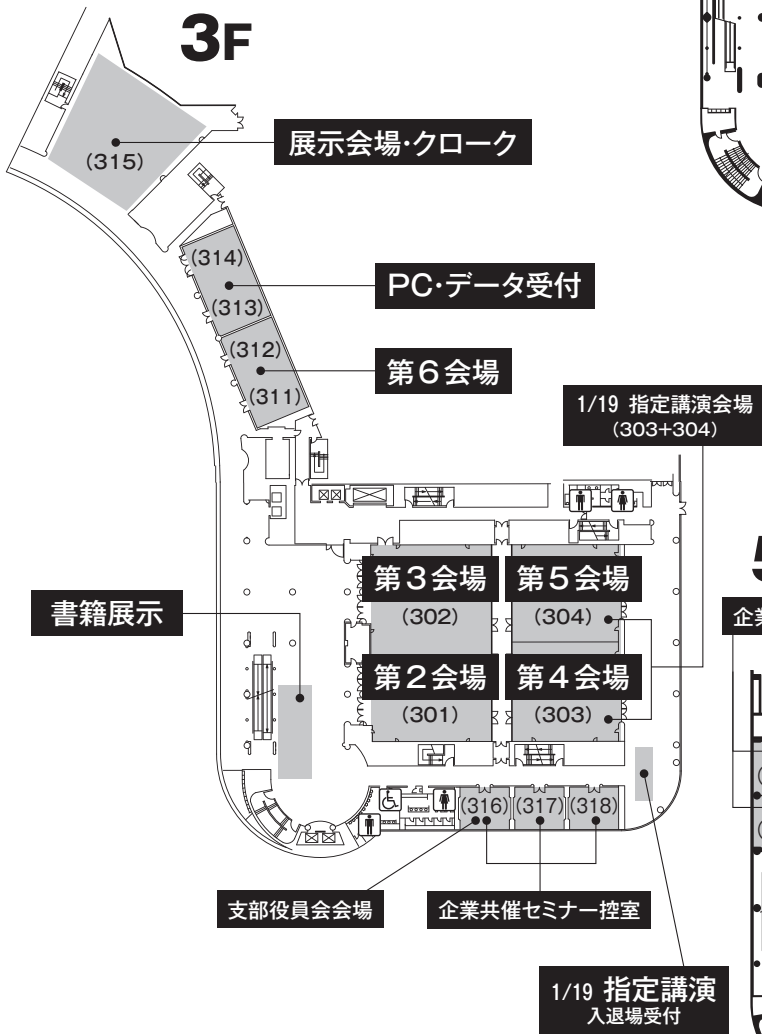 3F
展示会場・クローク
(315)
(314)
PC・データ受付
(313)
(312)
第6会場
(311)
1/19 指定講演会場
(303+304)
第3会場
第5会場
(302)
(304)
書籍展示
第2会場
第4会場
(301)
(303)
(316)
(317)
(318)
支部役員会会場
企業共催セミナー控室
1/19 指定講演
入退場受付